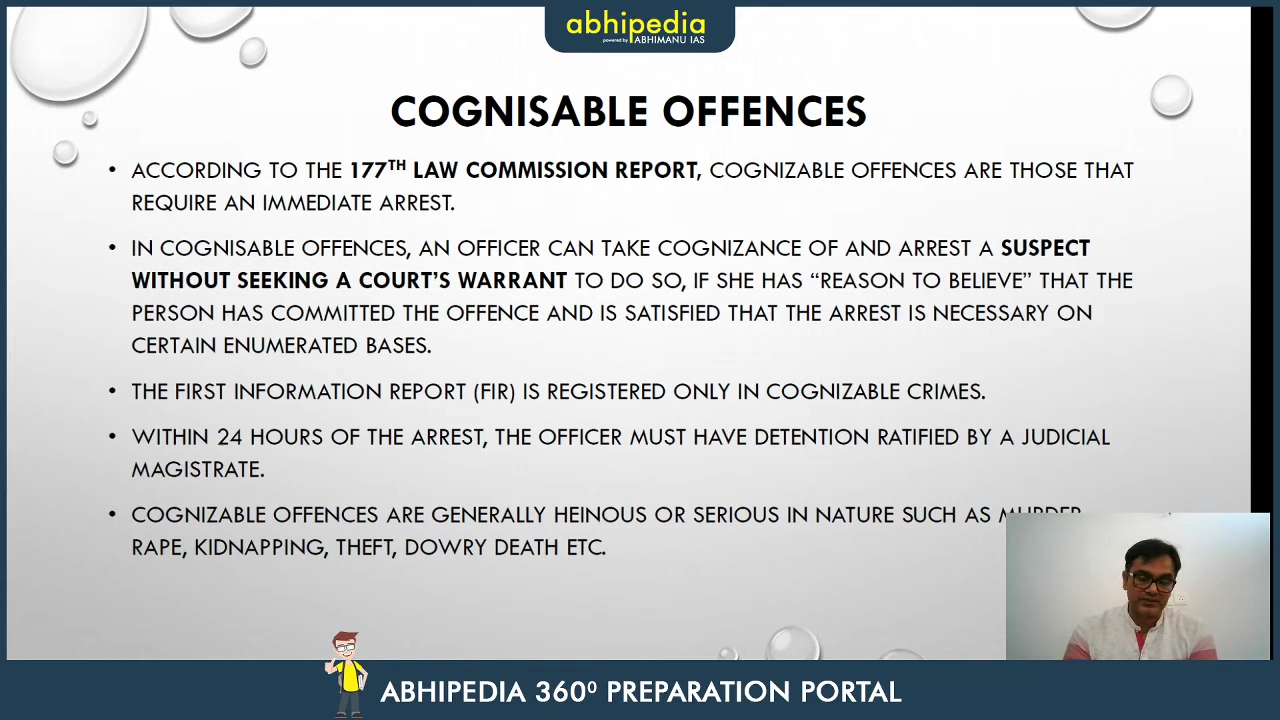 abhipedia
powered by ABHIMANU IAS
COGNISABLE OFFENCES
• ACCORDING TO THE 177TH LAW COMMISSION REPORT, COGNIZABLE OFFENCES ARE THOSE THAT
REQUIRE AN IMMEDIATE ARREST.
• IN COGNISABLE OFFENCES, AN OFFICER CAN TAKE COGNIZANCE OF AND ARREST A SUSPECT
WITHOUT SEEKING A COURT'S WARRANT TO DO SO, IF SHE HAS “REASON TO BELIEVE” THAT THE
PERSON HAS COMMITTED THE OFFENCE AND IS SATISFIED THAT THE ARREST IS NECESSARY ON
CERTAIN ENUMERATED BASES.
• THE FIRST INFORMATION REPORT (FIR) IS REGISTERED ONLY IN COGNIZABLE CRIMES.
• WITHIN 24 HOURS OF THE ARREST, THE OFFICER MUST HAVE DETENTION RATIFIED BY A JUDICIAL
MAGISTRATE.
• COGNIZABLE OFFENCES ARE GENERALLY HEINOUS OR SERIOUS IN NATURE SUCH AS MURDER
RAPE, KIDNAPPING, THEFT, DOWRY DEATH ETC.
ABHIPEDIA 360⁰ PREPARATION PORTAL